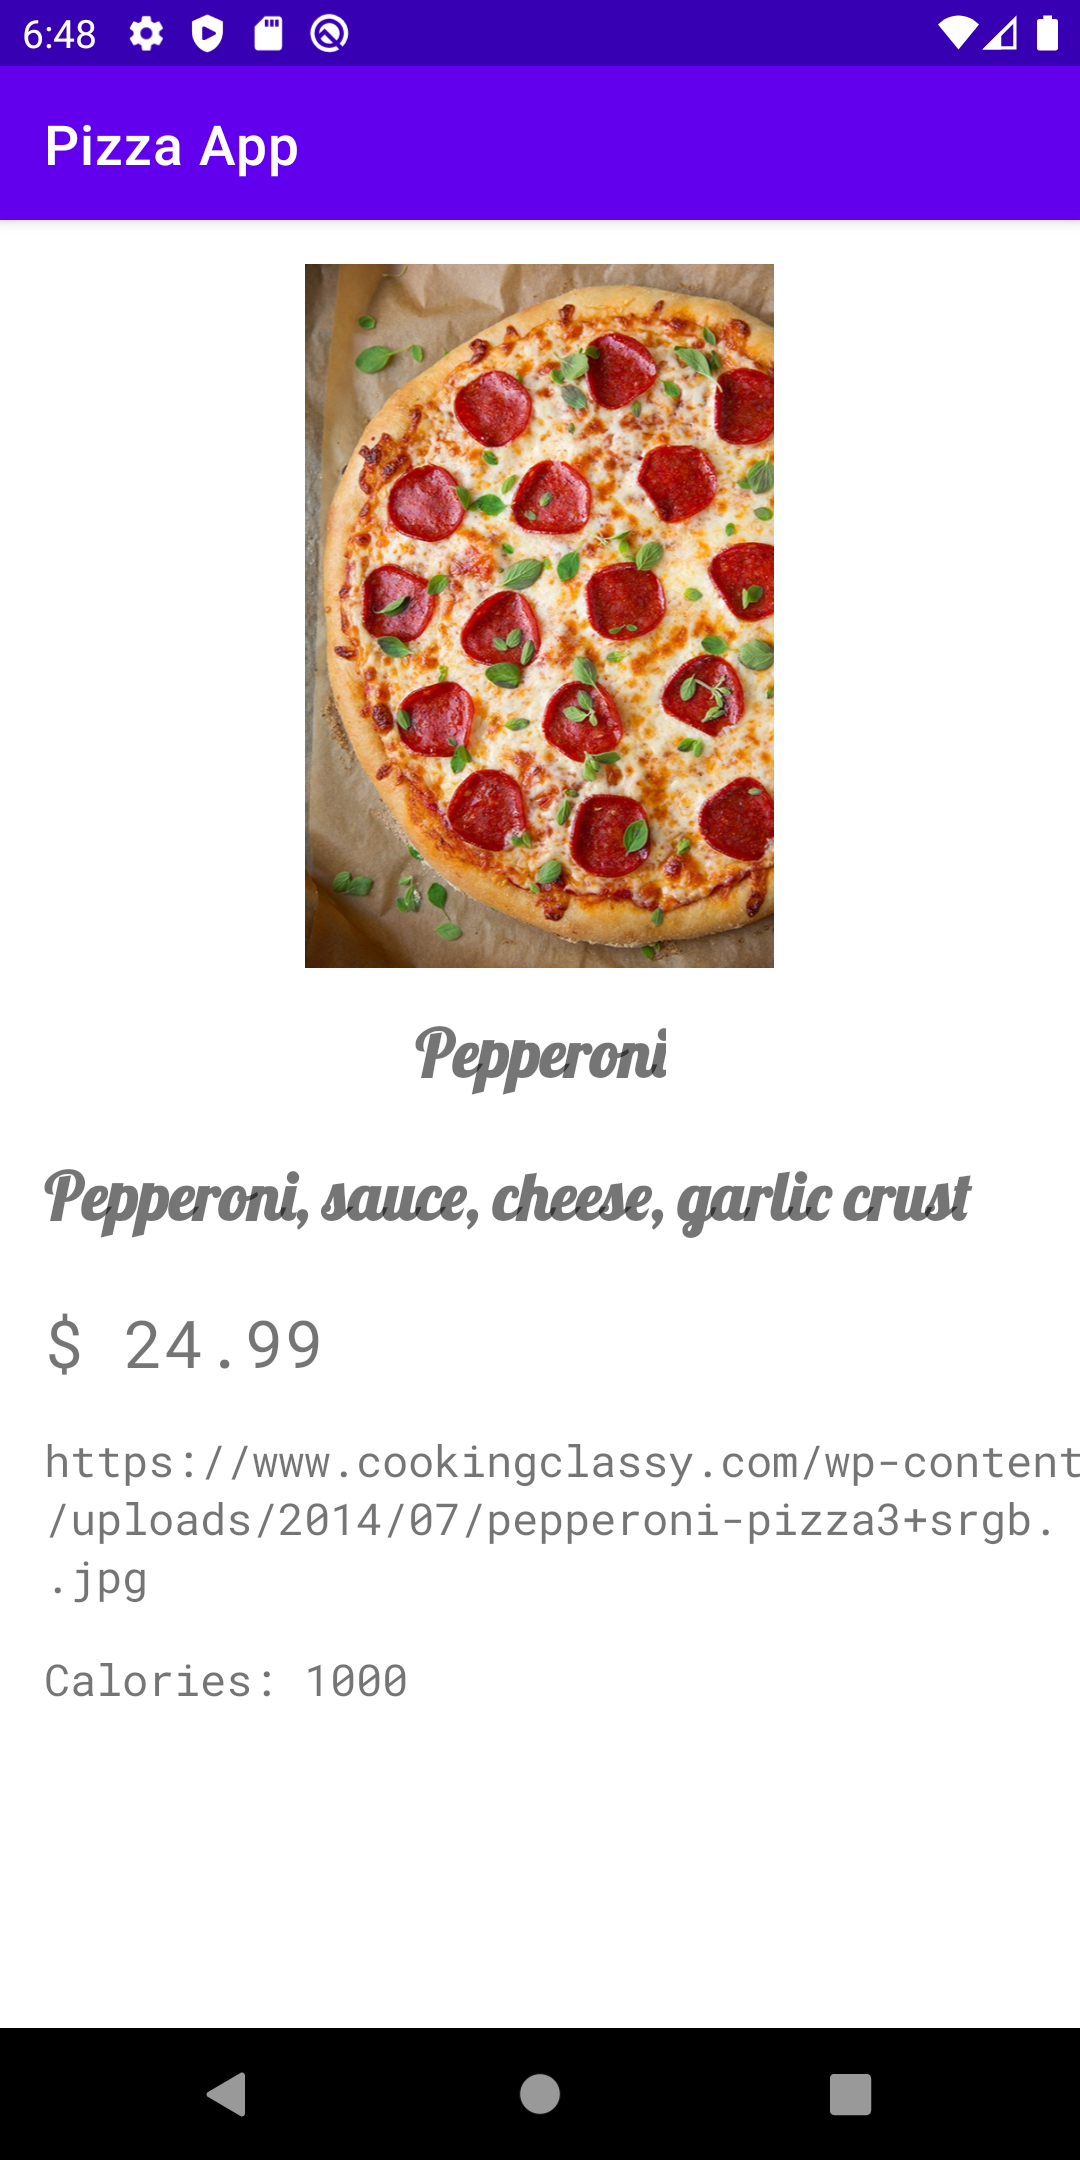 6:48
Pizza App
Pepperoni
Pepperoni, sauce, cheese, garlic crust
$ 24.99
https://www.cookingclassy.com/wp-content
/uploads/2014/07/pepperoni-pizza3+srgb.
.jpg
Calories: 1000